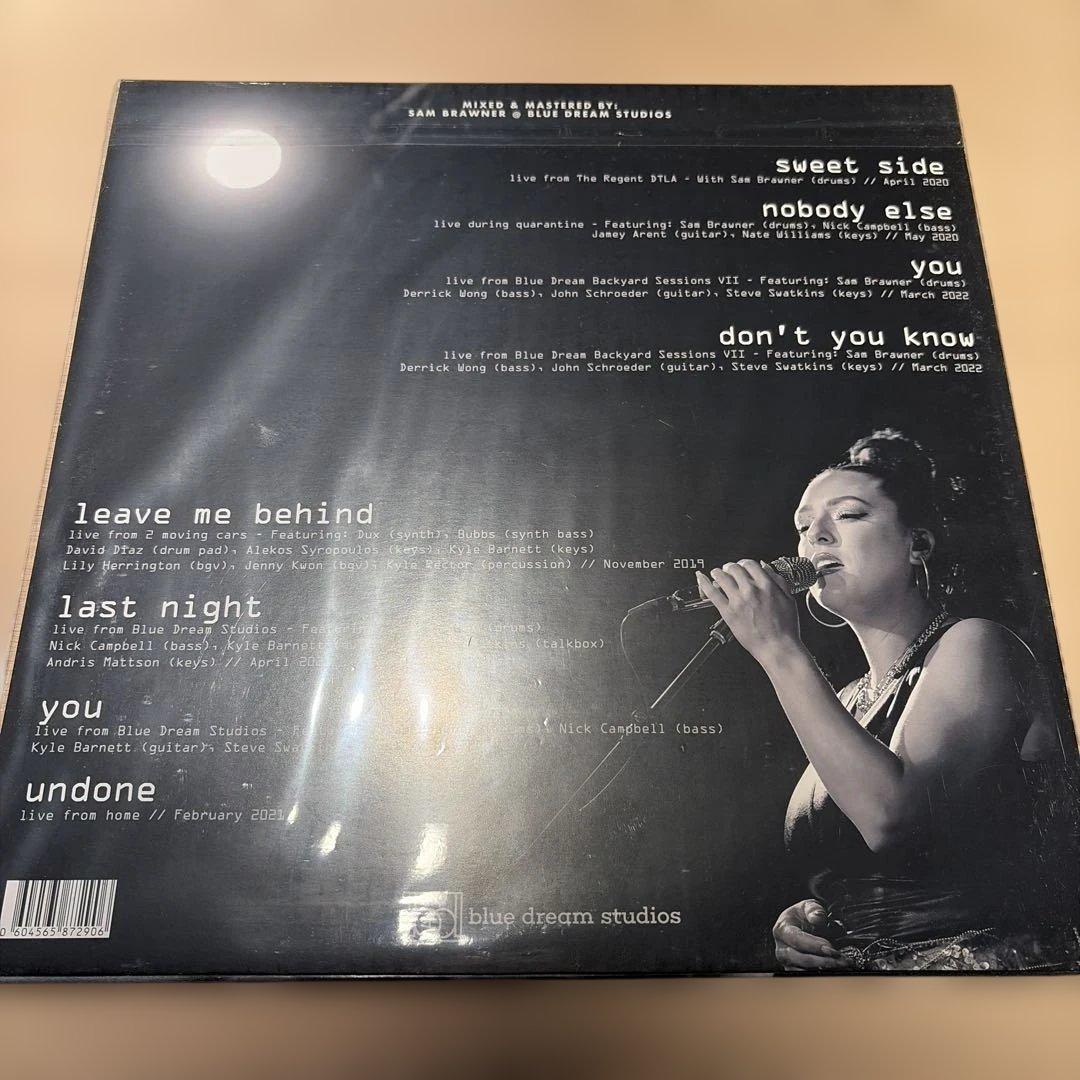 MIXED & MASTERED BY:
SAM BRAWNER @ BLUE DREAM STUDIOS
sweet side
live from The Regent DTLA - With Sam Brawner (drums) // April 2020
nobody else
live during quarantine - Featuring: Sam Brawner (drums), Nick Campbell (bass)
Jamey Arent (guitar), Nate Williams (keys) // May 2020
you
live from Blue Dream Backyard Sessions VII - Featuring: Sam Brawner (drums)
Derrick Wong (bass), John Schroeder (guitar), Steve Swatkins (keys) // March 2022
don't you know
live from Blue Dream Backyard Sessions VII - Featuring: Sam Brawner (drums)
Derrick Wong (bass), John Schroeder (guitar), Steve Swatkins (keys) // March 2022
leave me behind
live from 2 moving cars - Featuring: Dux (synth), Bubbs (synth bass)
David Diaz (drum pad), Alekos Syropoulos (keys), Kyle Barnett (keys)
Lily Herrington (bgv), Jenny Kwon (bgv), Kyle Rector (percussion) // November 2019
last night
live from Blue Dream Studios - (drums)
Nick Campbell (bass), Kyle Barnett (talkbox)
Andris Mattson (keys) // April
you
live from Blue Dream Studios - Nick Campbell (bass)
Kyle Barnett (guitar), Steve
undone
live from home // February 2021
0 604565 872906
blue dream studios